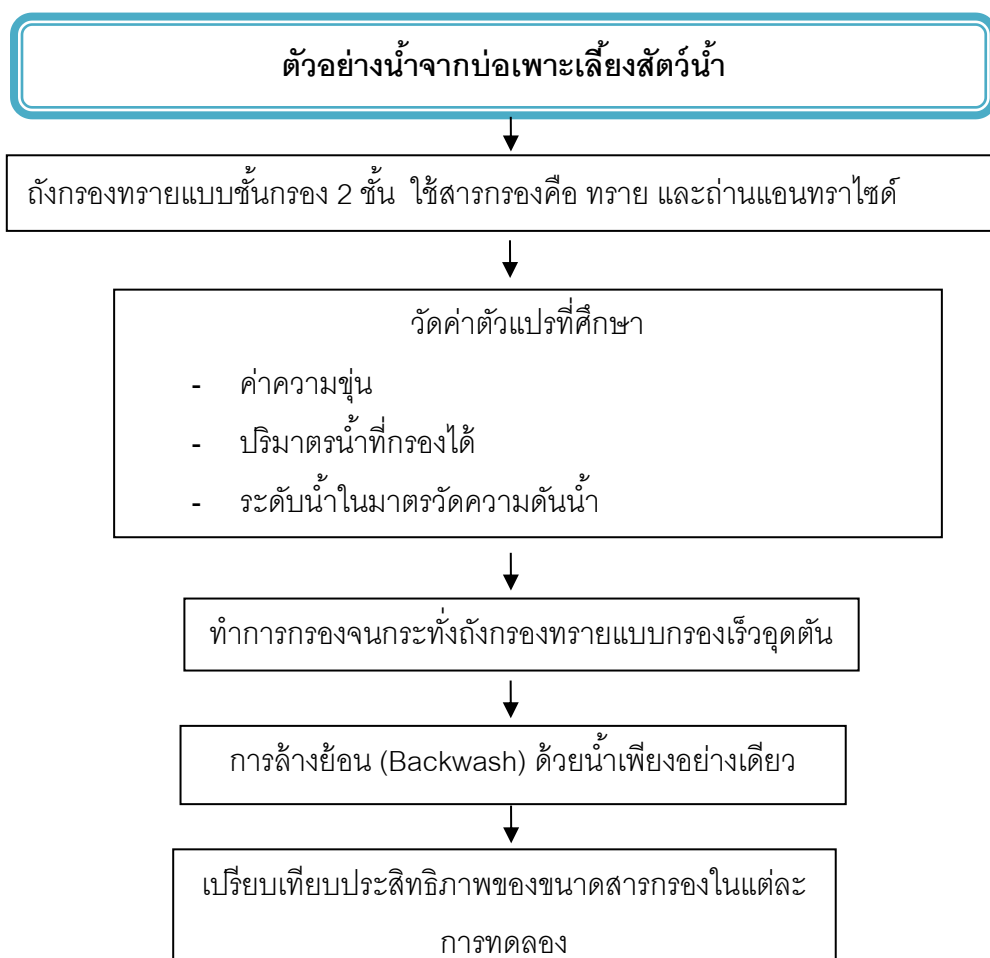 ตัวอย่างน้ำจากบ่อเพาะเลี้ยงสัตว์น้ำ
ถังกรองทรายแบบชั้นกรอง 2 ชั้น ใช้สารกรองคือ ทราย และถ่านแอนทราไซด์
วัดค่าตัวแปรที่ศึกษา
- ค่าความขุ่น
- ปริมาตรน้ำที่กรองได้
- ระดับน้ำในมาตรวัดความดันน้ำ
ทำการกรองจนกระทั่งถังกรองทรายแบบกรองเร็วอุดตัน
การล้างย้อน (Backwash) ด้วยน้ำเพียงอย่างเดียว
เปรียบเทียบประสิทธิภาพของขนาดสารกรองในแต่ละ
การทดลอง